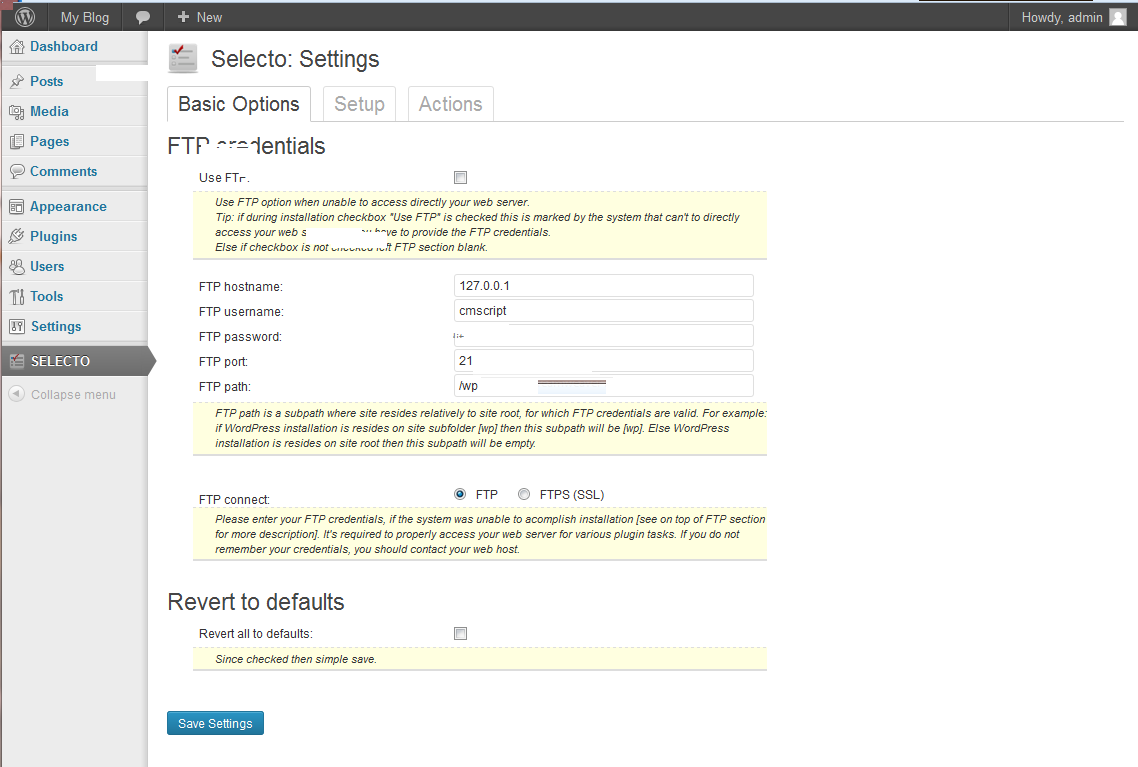 My Blog
New
Howdy, admin
Dashboard
Posts
Media
Pages
Comments
Appearance
Plugins
Users
Tools
Settings
SELECTO
Collapse menu
Selecto: Settings
Basic Options
Setup
Actions
FTP credentials
Use FTP.
Use FTP option when unable to access directly your web server.
Tip: if during installation checkbox "Use FTP" is checked this is marked by the system that can't to directly
access your web have to provide the FTP credentials.
Else if checkbox is not checked left FTP section blank.
FTP hostname:
127.0.0.1
FTP username:
cmscript
FTP password:
FTP port:
21
FTP path:
/wp
FTP path is a subpath where site resides relatively to site root, for which FTP credentials are valid. For example:
if WordPress installation is resides on site subfolder [wp] then this subpath will be [wp]. Else WordPress
installation is resides on site root then this subpath will be empty.
FTP connect:
FTP
FTPS (SSL)
Please enter your FTP credentials, if the system was unable to acomplish installation [see on top of FTP section
for more description]. It's required to properly access your web server for various plugin tasks. If you do not
remember your credentials, you should contact your web host.
Revert to defaults
Revert all to defaults:
Since checked then simple save.
Save Settings